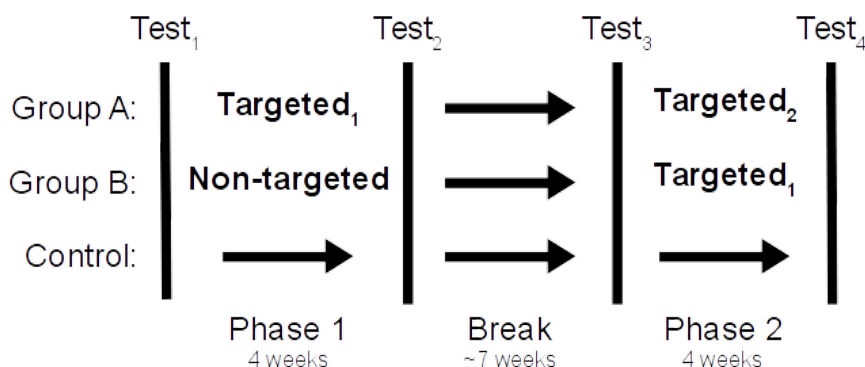 Test₁ Test₂ Test₃ Test₄
Group A: Targeted₁ Targeted₂
Group B: Non-targeted Targeted₁
Control:
Phase 1 Break Phase 2
4 weeks ~7 weeks 4 weeks